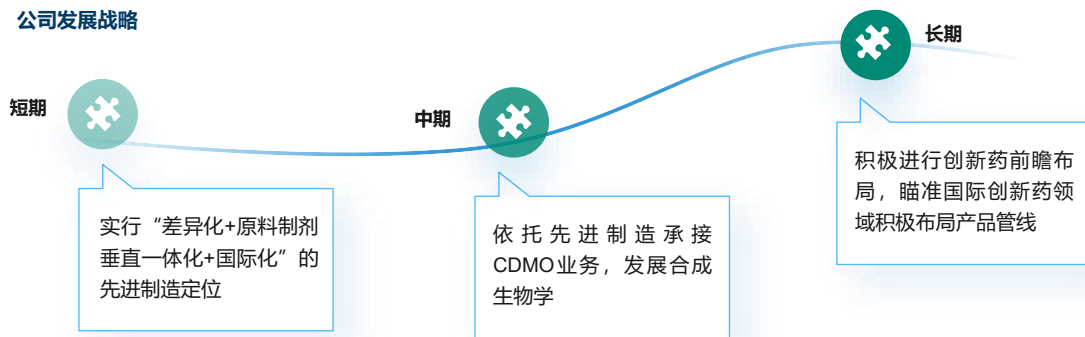 公司发展战略
短期
实行“差异化+原料制剂
垂直一体化+国际化”的
先进制造定位
中期
依托先进制造承接
CDMO业务，发展合成
生物学
长期
积极进行创新药前瞻布
局，瞄准国际创新药领
域积极布局产品管线